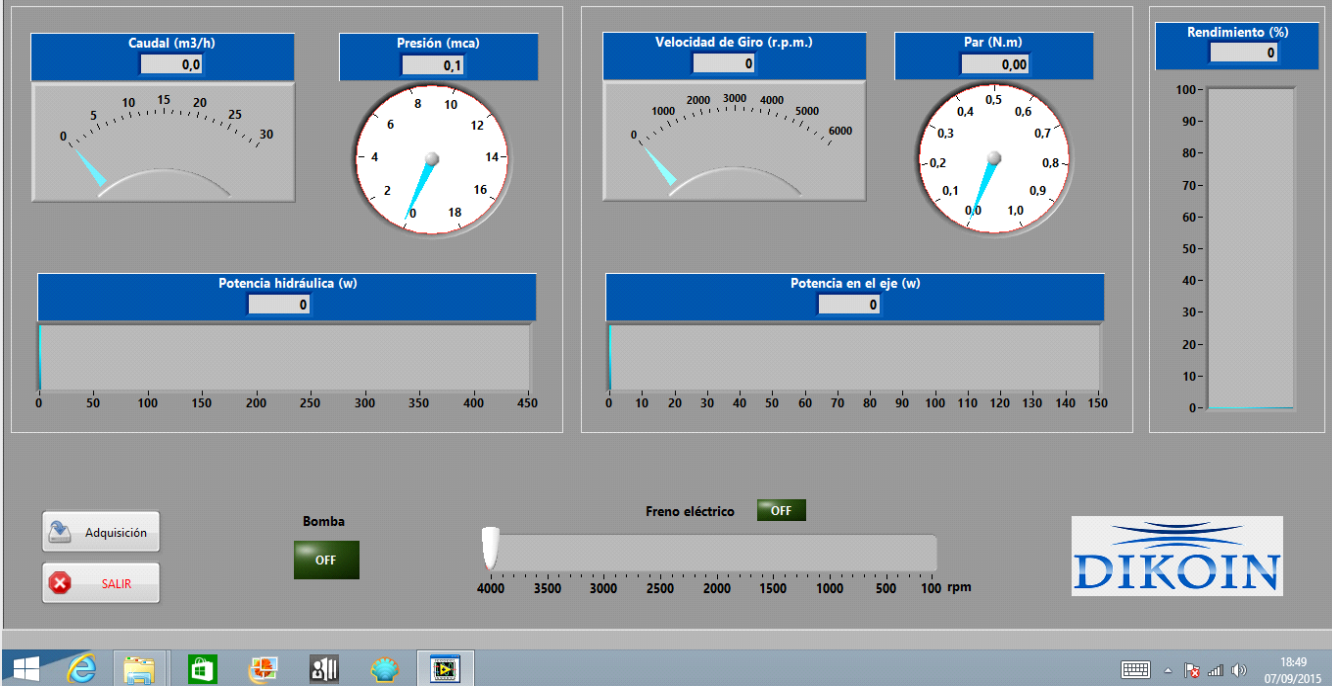 Caudal (m3/h)
0,0
0 5 10 15 20 25 30
Presión (mca)
0,1
0 2 4 6 8 10 12 14 16 18
Velocidad de Giro (r.p.m.)
0
0 1000 2000 3000 4000 5000 6000
Par (N.m)
0,00
0,0 0,1 0,2 0,3 0,4 0,5 0,6 0,7 0,8 0,9 1,0
Rendimiento (%)
0
100
90
80
70
60
50
40
30
20
10
0
Potencia hidráulica (w)
0
0 50 100 150 200 250 300 350 400 450
Potencia en el eje (w)
0
0 10 20 30 40 50 60 70 80 90 100 110 120 130 140 150
Adquisición
SALIR
Bomba
OFF
Freno eléctrico OFF
4000 3500 3000 2500 2000 1500 1000 500 100 rpm
DIKOIN
18:49
07/09/2015